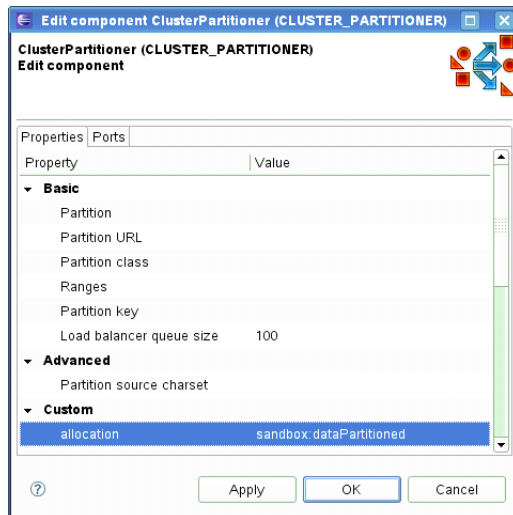 Edit component ClusterPartitioner (CLUSTER_PARTITIONER)
ClusterPartitioner (CLUSTER_PARTITIONER)
Edit component
Properties Ports
Property Value
Basic
Partition
Partition URL
Partition class
Ranges
Partition key
Load balancer queue size 100
Advanced
Partition source charset
Custom
allocation sandbox:dataPartitioned
? Apply OK Cancel